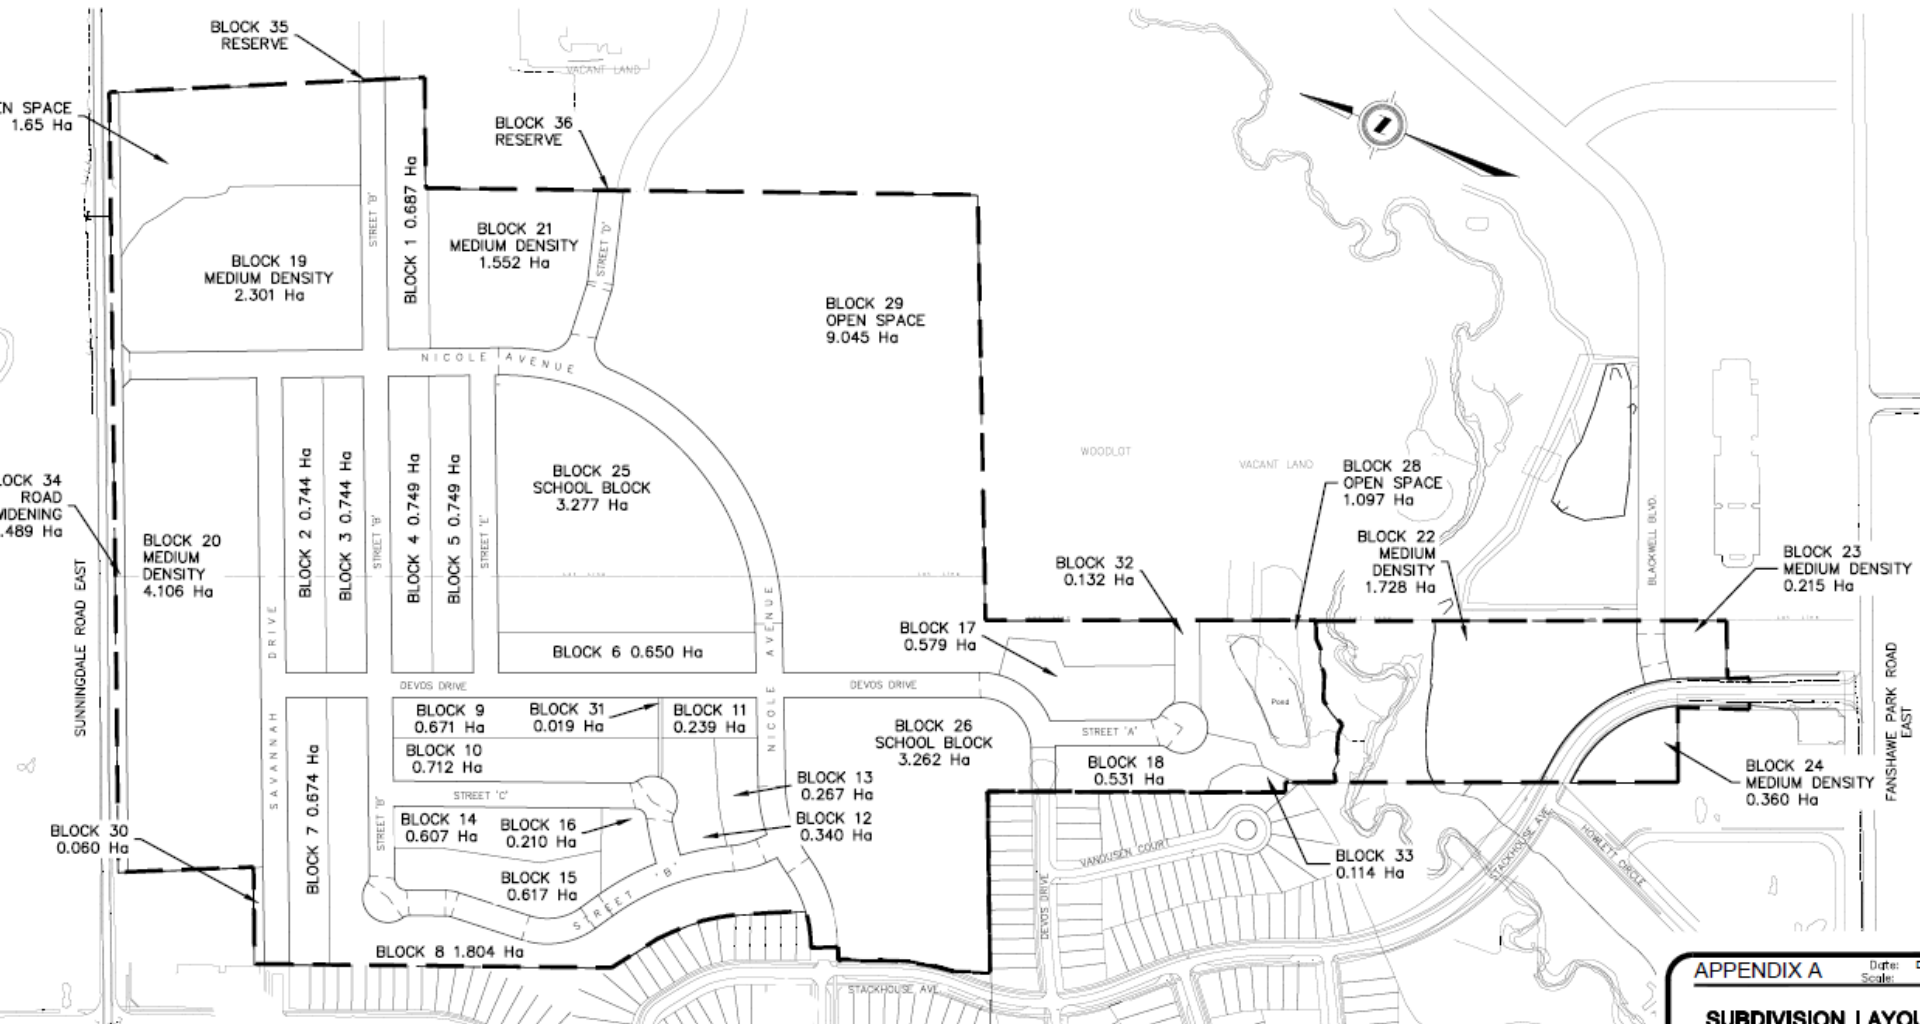 BLOCK 35
RESERVE
VACANT LAND
EN SPACE
1.65 Ha
BLOCK 36
RESERVE
STREET 'B'
BLOCK 1 0.687 Ha
BLOCK 21
MEDIUM DENSITY
1.552 Ha
STREET 'D'
BLOCK 19
MEDIUM DENSITY
2.301 Ha
BLOCK 29
OPEN SPACE
9.045 Ha
NICOLE AVENUE
WOODLOT
VACANT LAND
BLOCK 28
OPEN SPACE
1.097 Ha
BLOCK 25
SCHOOL BLOCK
3.277 Ha
LOCK 34
ROAD
WIDENING
.489 Ha
BLOCK 20
MEDIUM
DENSITY
4.106 Ha
BLOCK 2 0.744 Ha
BLOCK 3 0.744 Ha
STREET 'B'
BLOCK 4 0.749 Ha
BLOCK 5 0.749 Ha
STREET 'E'
BLOCK 22
MEDIUM
DENSITY
1.728 Ha
BLACKWELL BLVD.
BLOCK 23
MEDIUM DENSITY
0.215 Ha
BLOCK 32
0.132 Ha
SUNNINGDALE ROAD EAST
SAVANNAH DRIVE
NICOLE AVENUE
BLOCK 17
0.579 Ha
BLOCK 6 0.650 Ha
DEVOS DRIVE
DEVOS DRIVE
FANSHAWE PARK ROAD
EAST
BLOCK 9
0.671 Ha
BLOCK 31
0.019 Ha
BLOCK 11
0.239 Ha
BLOCK 26
SCHOOL BLOCK
3.262 Ha
STREET 'A'
Pond
BLOCK 10
0.712 Ha
BLOCK 7 0.674 Ha
BLOCK 18
0.531 Ha
BLOCK 13
0.267 Ha
BLOCK 24
MEDIUM DENSITY
0.360 Ha
STREET 'C'
STREET 'B'
BLOCK 14
0.607 Ha
BLOCK 16
0.210 Ha
BLOCK 12
0.340 Ha
BLOCK 30
0.060 Ha
BLOCK 15
0.617 Ha
STREET 'B'
VANDUSEN COURT
DEVOS DRIVE
BLOCK 33
0.114 Ha
STACKHOUSE AVE.
HOWLETT CIRCLE
BLOCK 8 1.804 Ha
STACKHOUSE AVE.
APPENDIX A
Date:
Scale:
SUBDIVISION LAYOU